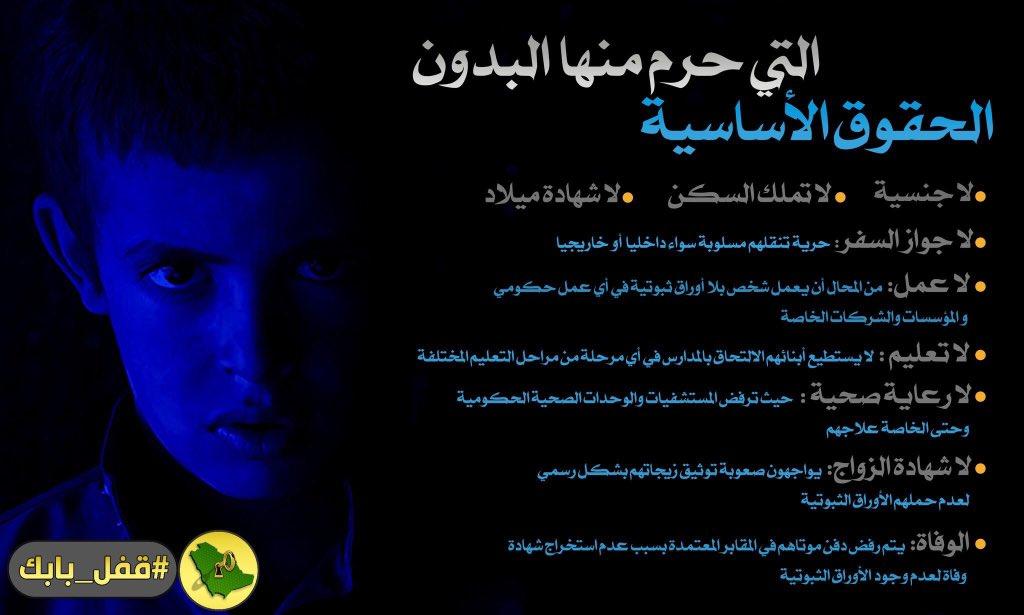 التي حرم منها البدون
الحقوق الأساسية
•لا جنسية •لا تملك السكن •لا شهادة ميلاد
•لا جواز السفر: حرية تنقلهم مسلوبة سواء داخليا أو خاريجيا
•لا عمل: من المحال أن يعمل شخص بلا أوراق ثبوتية في أي عمل حكومي
و المؤسسات والشركات الخاصة
•لا تعليم : لا يستطيع أبنائهم الالتحاق بالمدارس في أي مرحلة من مراحل التعليم المختلفة
•لا رعاية صحية : حيث ترفض المستشفيات والوحدات الصحية الحكومية
وحتى الخاصة علاجهم
•لا شهادة الزواج: يواجهون صعوبة توثيق زيجاتهم بشكل رسمي
لعدم حملهم الأوراق الثبوتية
•الوفاة: يتم رفض دفن موتاهم في المقابر المعتمدة بسبب عدم استخراج شهادة
وفاة لعدم وجود الأوراق الثبوتية
#قفل_بابك